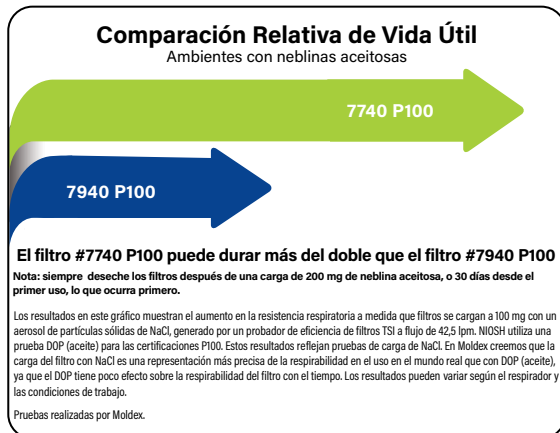 Comparación Relativa de Vida Útil
Ambientes con neblinas aceitosas
7740 P100
7940 P100
El filtro #7740 P100 puede durar más del doble que el filtro #7940 P100
Nota: siempre deseche los filtros después de una carga de 200 mg de neblina aceitosa, o 30 días desde el
primer uso, lo que ocurra primero.
Los resultados en este gráfico muestran el aumento en la resistencia respiratoria a medida que filtros se cargan a 100 mg con un
aerosol de partículas sólidas de NaCl, generado por un probador de eficiencia de filtros TSI a flujo de 42,5 lpm. NIOSH utiliza una
prueba DOP (aceite) para las certificaciones P100. Estos resultados reflejan pruebas de carga de NaCl. En Moldex creemos que la
carga del filtro con NaCl es una representación más precisa de la respirabilidad en el uso en el mundo real que con DOP (aceite),
ya que el DOP tiene poco efecto sobre la respirabilidad del filtro con el tiempo. Los resultados pueden variar según el respirador y
las condiciones de trabajo.
Pruebas realizadas por Moldex.